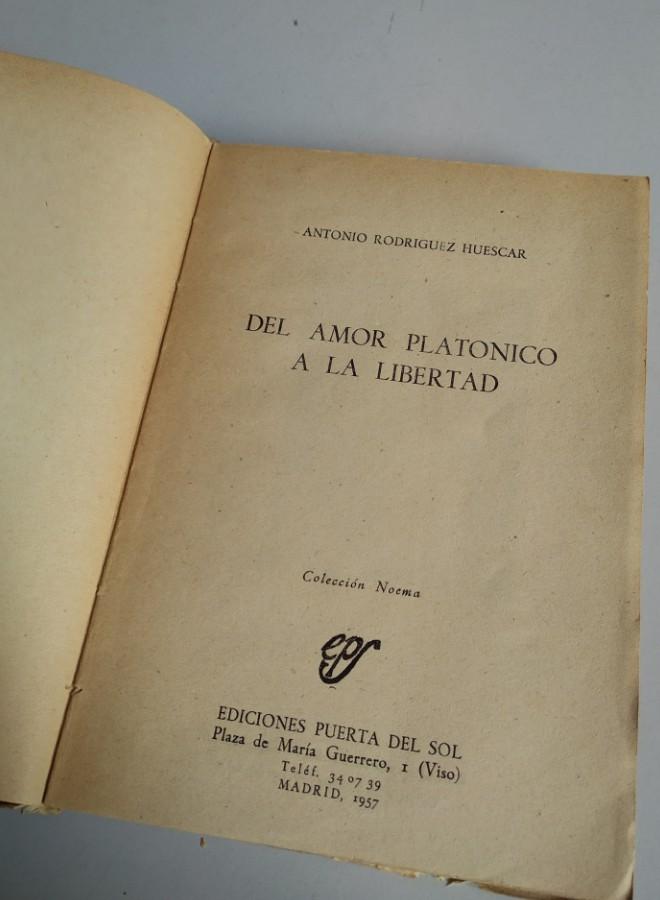 ANTONIO RODRIGUEZ HUESCAR
DEL AMOR PLATONICO
A LA LIBERTAD
Colección Noema
eps
EDICIONES PUERTA DEL SOL
Plaza de María Guerrero, 1 (Viso)
Teléf. 34 07 39
MADRID, 1957